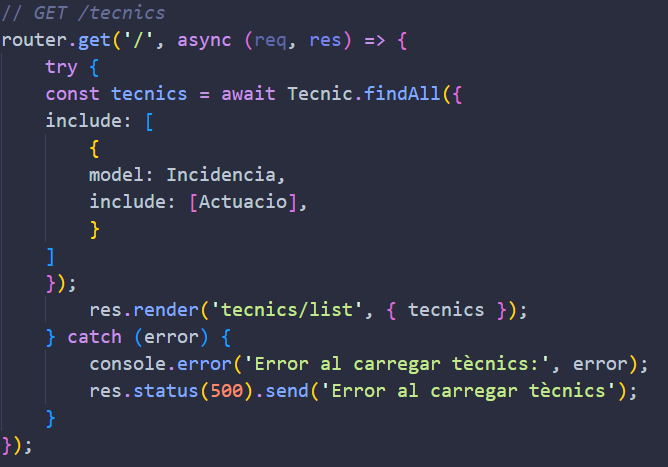 // GET /tecnics
router.get('/', async (req, res) => {
    try {
    const tecnics = await Tecnic.findAll({
    include: [
        {
        model: Incidencia,
        include: [Actuacio],
        }
    ]
    });
        res.render('tecnics/list', { tecnics });
    } catch (error) {
        console.error('Error al carregar tècnics:', error);
        res.status(500).send('Error al carregar tècnics');
    }
});